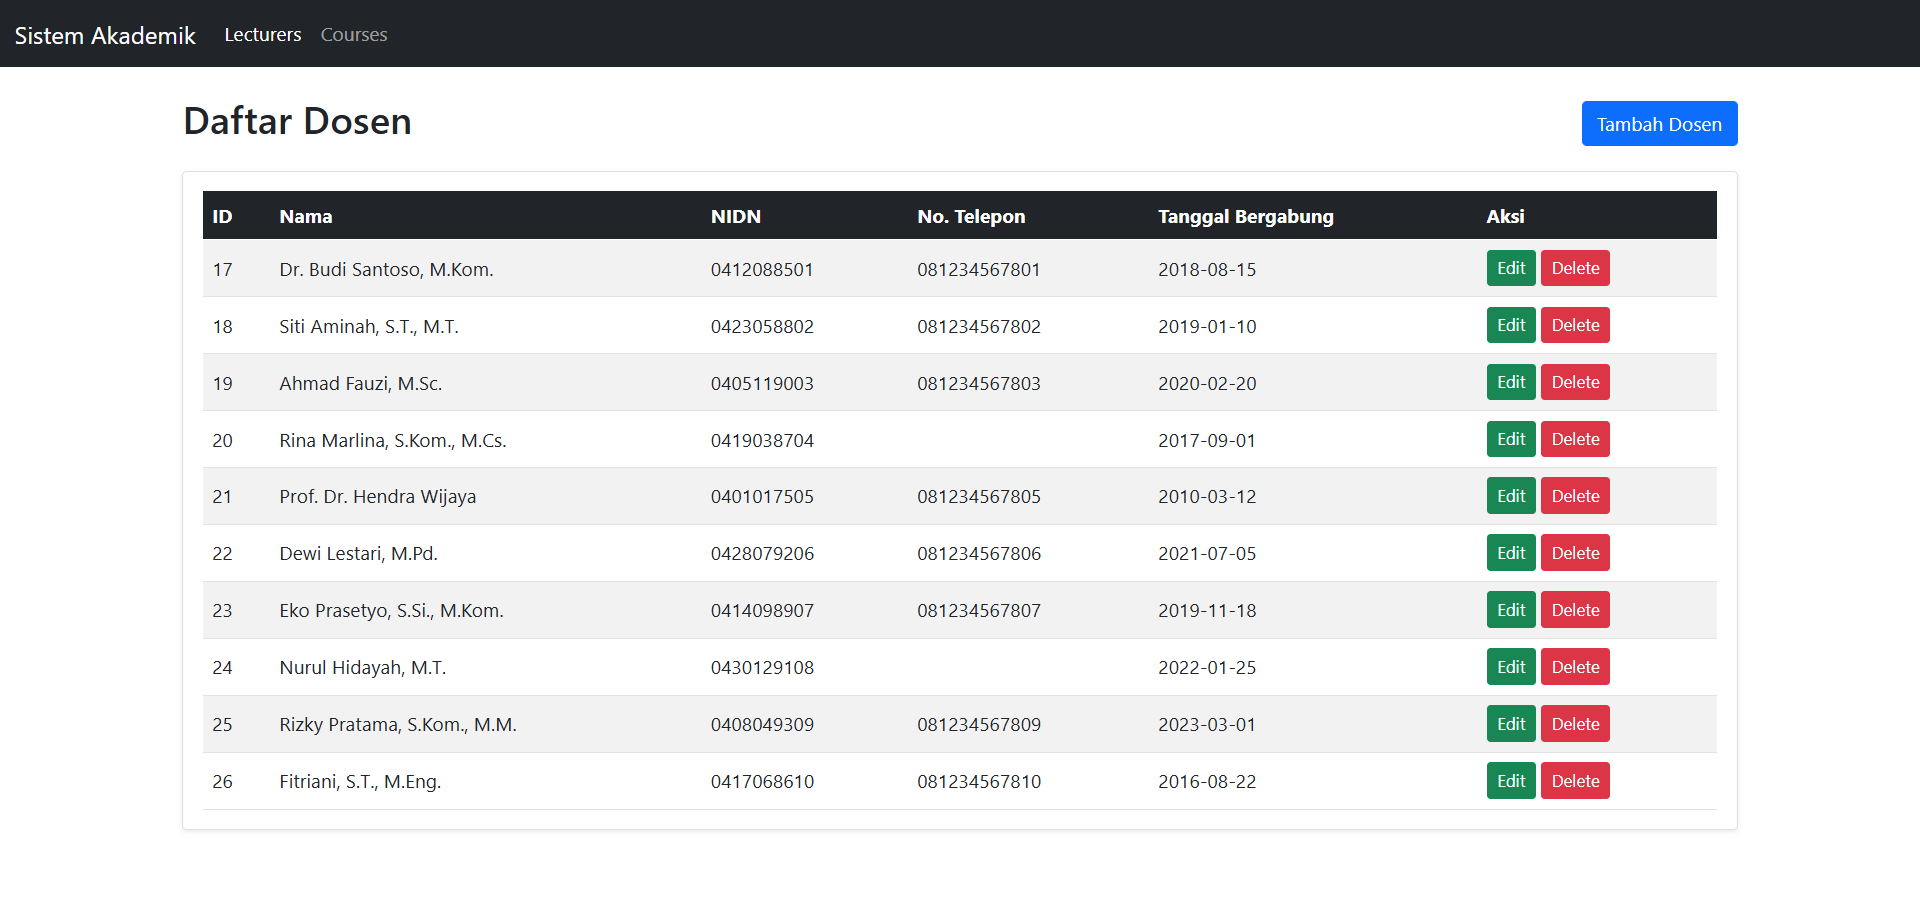 Sistem Akademik Lecturers Courses
Daftar Dosen Tambah Dosen
ID Nama NIDN No. Telepon Tanggal Bergabung Aksi
17 Dr. Budi Santoso, M.Kom. 0412088501 081234567801 2018-08-15 Edit Delete
18 Siti Aminah, S.T., M.T. 0423058802 081234567802 2019-01-10 Edit Delete
19 Ahmad Fauzi, M.Sc. 0405119003 081234567803 2020-02-20 Edit Delete
20 Rina Marlina, S.Kom., M.Cs. 0419038704 2017-09-01 Edit Delete
21 Prof. Dr. Hendra Wijaya 0401017505 081234567805 2010-03-12 Edit Delete
22 Dewi Lestari, M.Pd. 0428079206 081234567806 2021-07-05 Edit Delete
23 Eko Prasetyo, S.Si., M.Kom. 0414098907 081234567807 2019-11-18 Edit Delete
24 Nurul Hidayah, M.T. 0430129108 2022-01-25 Edit Delete
25 Rizky Pratama, S.Kom., M.M. 0408049309 081234567809 2023-03-01 Edit Delete
26 Fitriani, S.T., M.Eng. 0417068610 081234567810 2016-08-22 Edit Delete